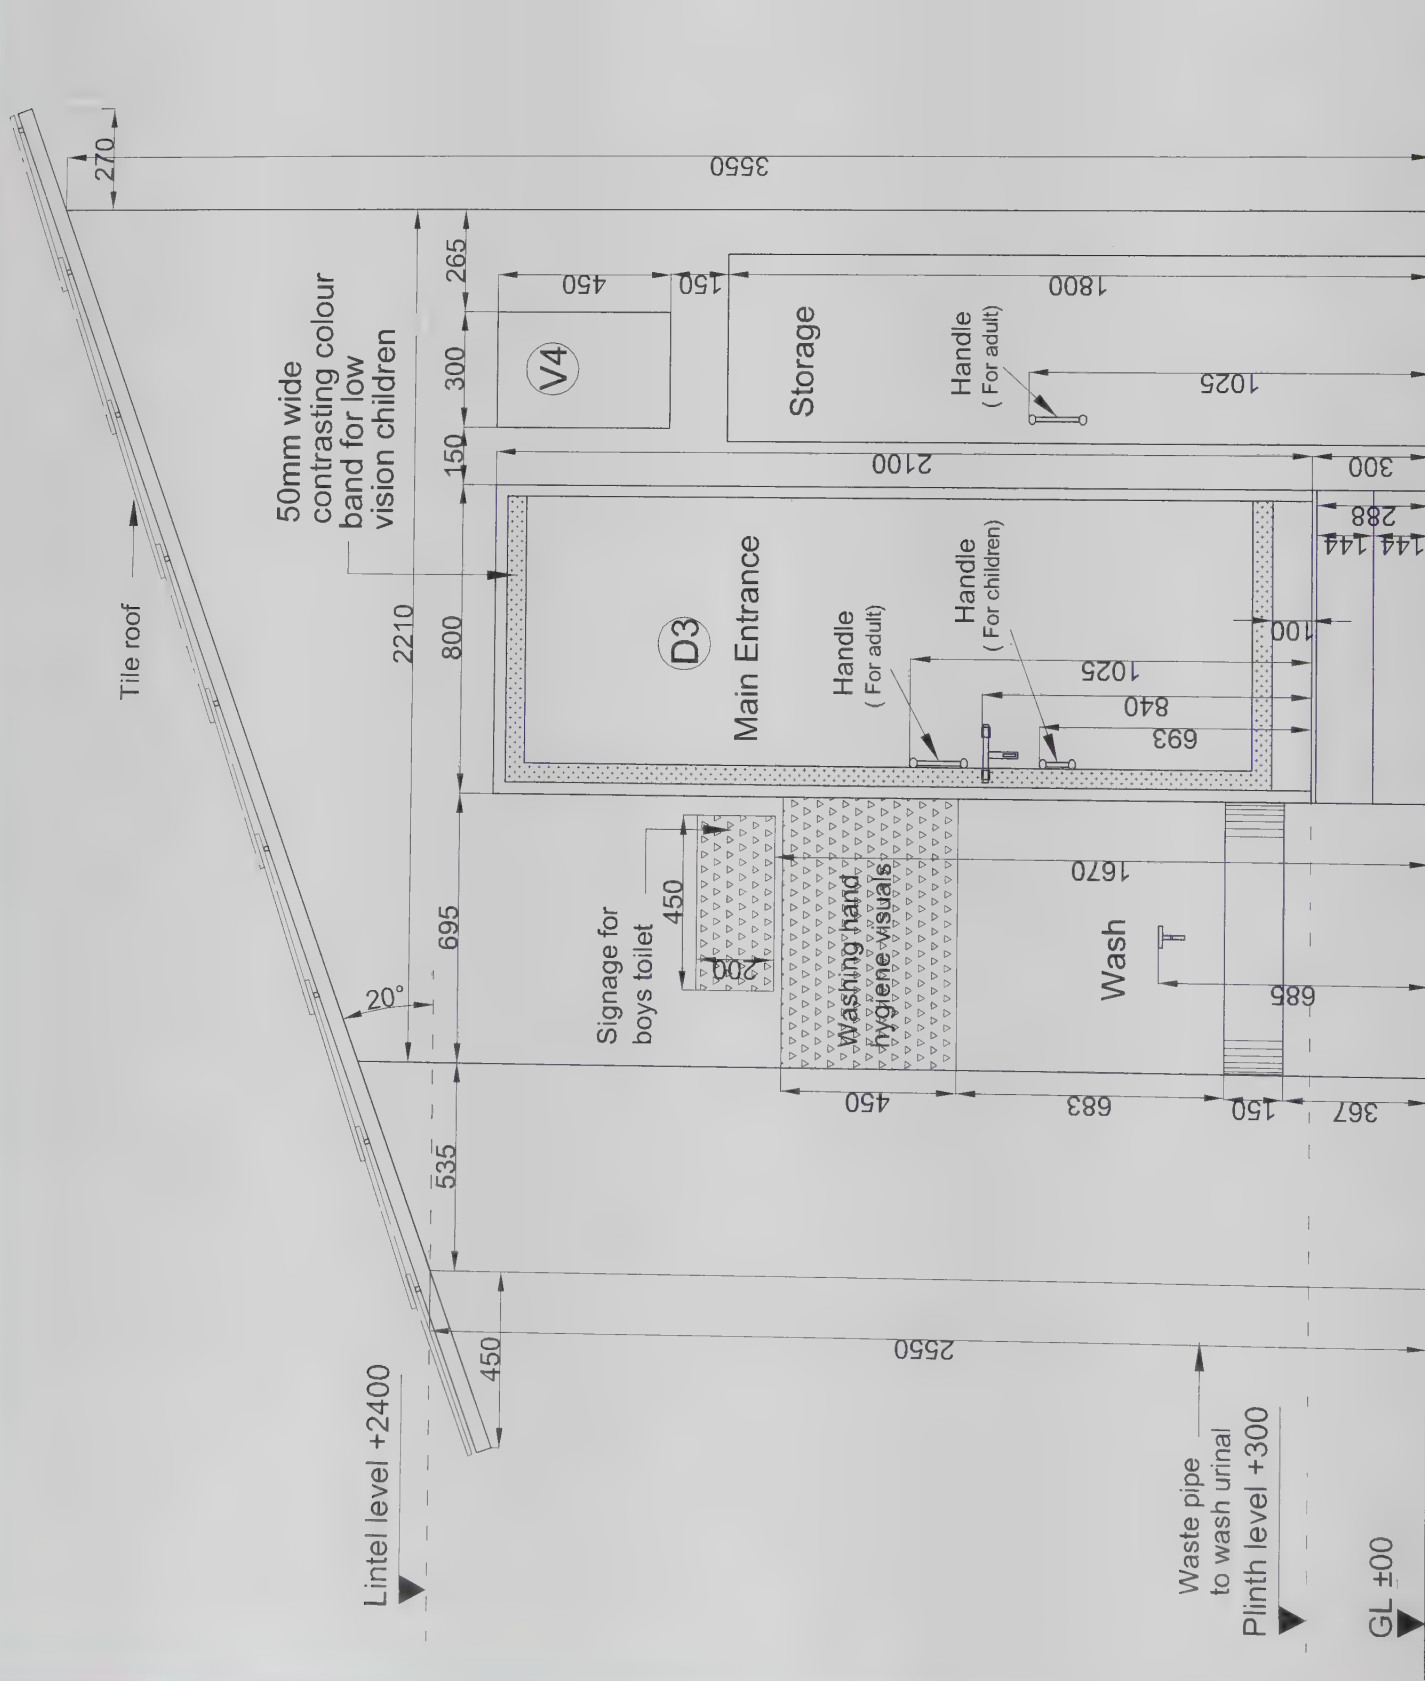 Tile roof
50mm wide
contrasting colour
band for low
vision children
270
3550
2210
265
300
150
800
695
535
450
20°
450
150
1800
V4
Storage
Handle
( For adult)
1025
2100
300
288
144
144
100
D3
Main Entrance
Handle
( For adult)
Handle
( For children)
1025
840
693
Signage for
boys toilet
450
200
Washing hand
hygiene visuals
1670
Wash
685
450
683
150
367
2550
Lintel level +2400
Waste pipe
to wash urinal
Plinth level +300
GL ±00